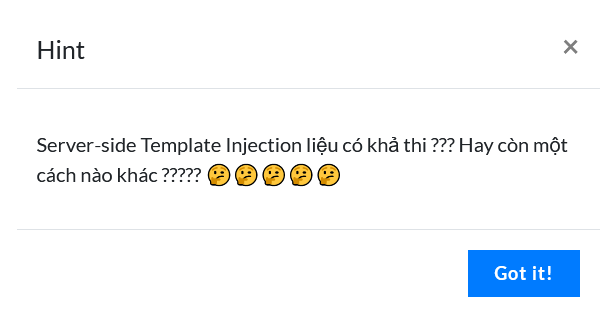 Hint
×
Server-side Template Injection liệu có khả thi ??? Hay còn một
cách nào khác ????? 🤔🤔🤔🤔🤔
Got it!